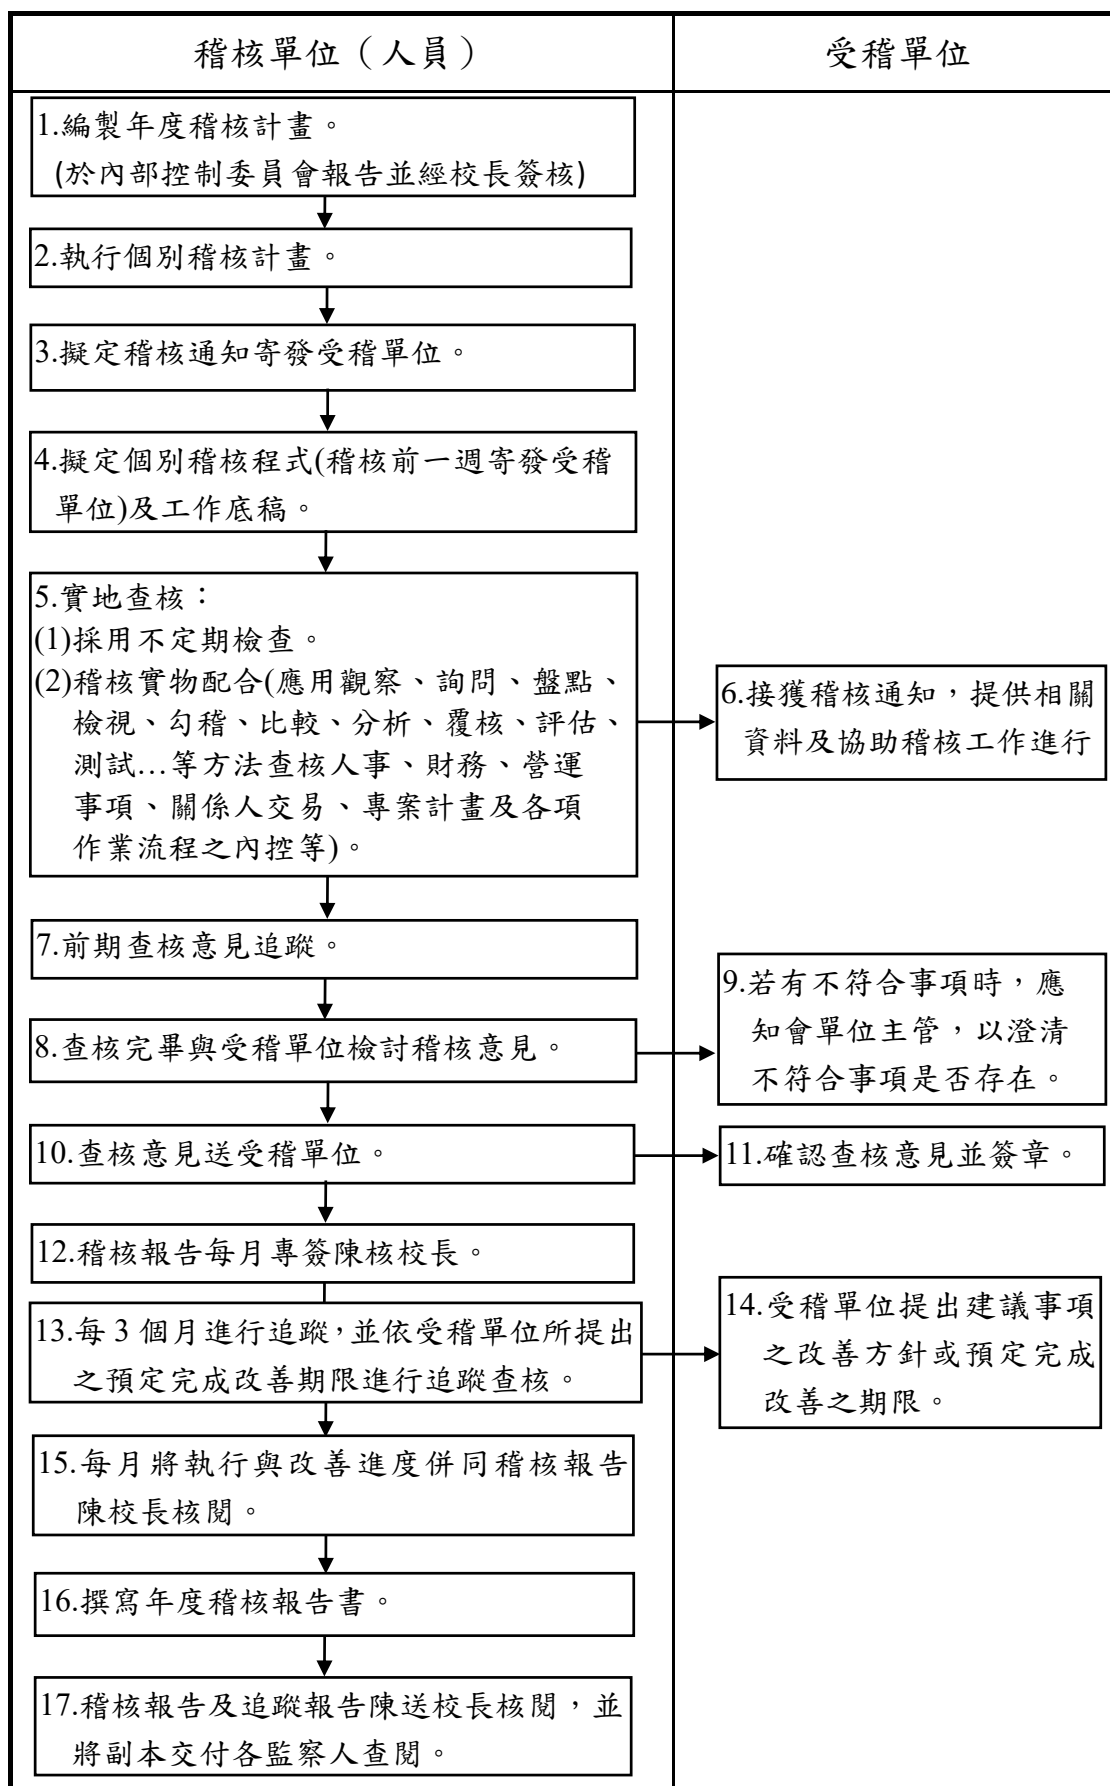 稽核單位（人員）
受稽單位
1.編製年度稽核計畫。
(於內部控制委員會報告並經校長簽核)
2.執行個別稽核計畫。
3.擬定稽核通知寄發受稽單位。
4.擬定個別稽核程式(稽核前一週寄發受稽
單位)及工作底稿。
5.實地查核：
(1)採用不定期檢查。
(2)稽核實物配合(應用觀察、詢問、盤點、
檢視、勾稽、比較、分析、覆核、評估、
測試…等方法查核人事、財務、營運
事項、關係人交易、專案計畫及各項
作業流程之內控等)。
6.接獲稽核通知，提供相關
資料及協助稽核工作進行
7.前期查核意見追蹤。
8.查核完畢與受稽單位檢討稽核意見。
9.若有不符合事項時，應
知會單位主管，以澄清
不符合事項是否存在。
10.查核意見送受稽單位。
11.確認查核意見並簽章。
12.稽核報告每月專簽陳核校長。
13.每 3 個月進行追蹤，並依受稽單位所提出
之預定完成改善期限進行追蹤查核。
14.受稽單位提出建議事項
之改善方針或預定完成
改善之期限。
15.每月將執行與改善進度併同稽核報告
陳校長核閱。
16.撰寫年度稽核報告書。
17.稽核報告及追蹤報告陳送校長核閱，並
將副本交付各監察人查閱。